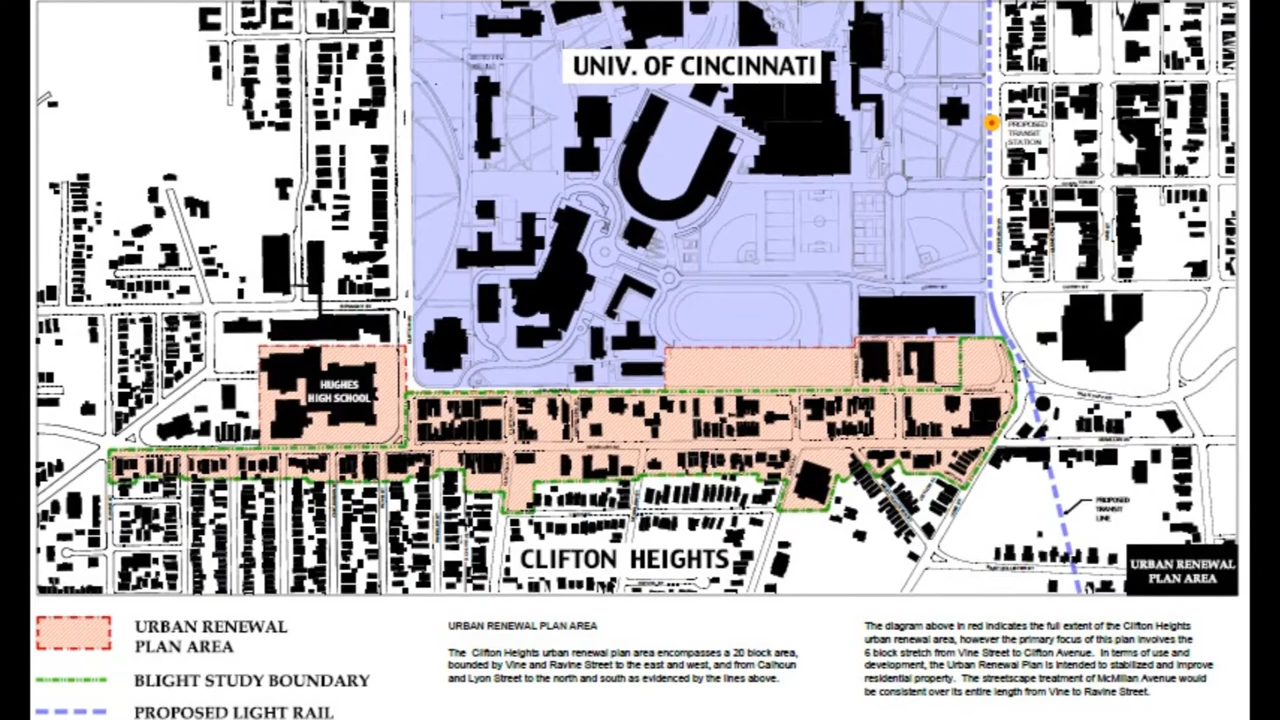 UNIV. OF CINCINNATI
PROPOSED
TRANSIT
STATION
HUGHES
HIGH SCHOOL
PROPOSED
TRANSIT
LINE
CLIFTON HEIGHTS
URBAN RENEWAL
PLAN AREA
URBAN RENEWAL
PLAN AREA
BLIGHT STUDY BOUNDARY
PROPOSED LIGHT RAIL
URBAN RENEWAL PLAN AREA
The Clifton Heights urban renewal plan area encompasses a 20 block area,
bounded by Vine and Ravine Street to the east and west, and from Calhoun
and Lyon Street to the north and south as evidenced by the lines above.
The diagram above in red indicates the full extent of the Clifton Heights
urban renewal area, however the primary focus of this plan involves the
6 block stretch from Vine Street to Clifton Avenue. In terms of use and
development, the Urban Renewal Plan is intended to stabilized and improve
residential property. The streetscape treatment of McMillan Avenue would
be consistent over its entire length from Vine to Ravine Street.